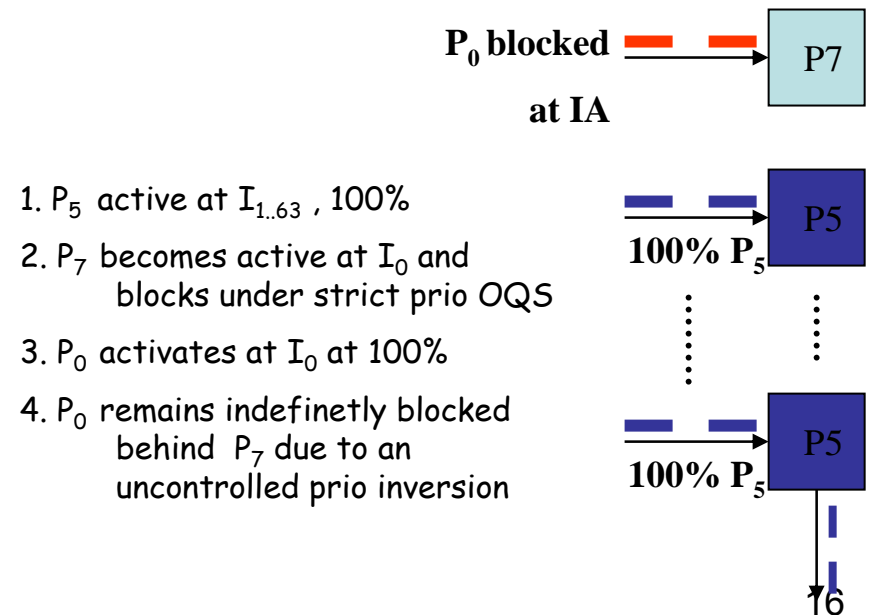 P₀ blocked
at IA
P7
1. P₅ active at I₁..₆₃ , 100%
2. P₇ becomes active at I₀ and
blocks under strict prio OQS
3. P₀ activates at I₀ at 100%
4. P₀ remains indefinetly blocked
behind P₇ due to an
uncontrolled prio inversion
P5
100% P₅
P5
100% P₅
16